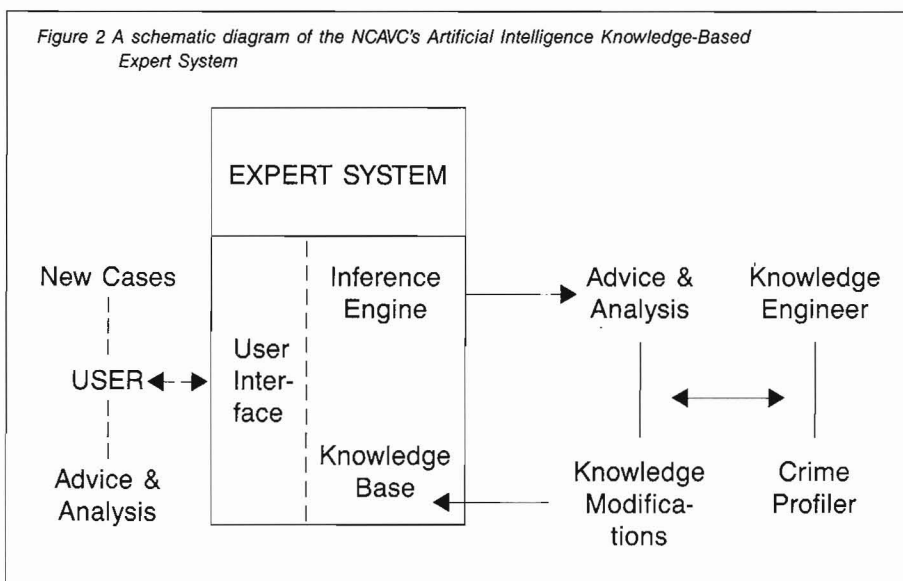 Figure 2 A schematic diagram of the NCAVC's Artificial Intelligence Knowledge-Based
Expert System
EXPERT SYSTEM
New Cases
USER
Advice &
Analysis
User
Inter-
face
Inference
Engine
Knowledge
Base
Advice &
Analysis
Knowledge
Modifica-
tions
Knowledge
Engineer
Crime
Profiler